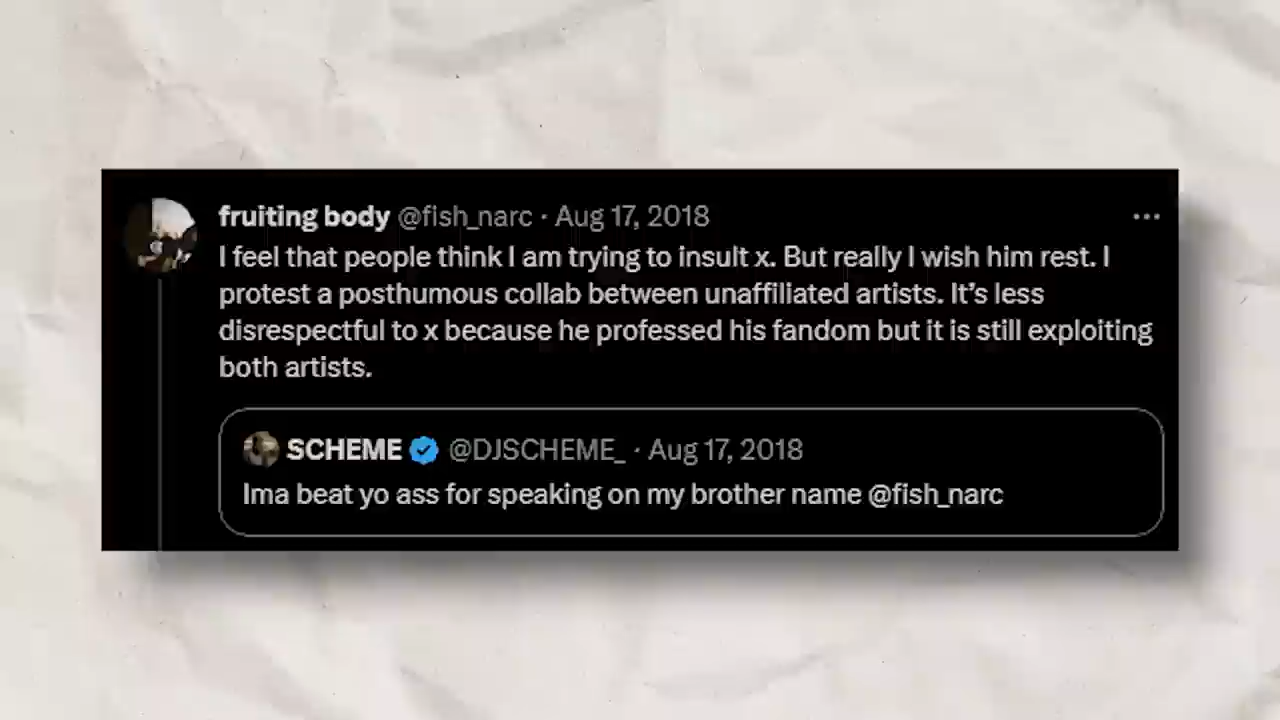 fruiting body @fish_narc · Aug 17, 2018
I feel that people think I am trying to insult x. But really I wish him rest. I
protest a posthumous collab between unaffiliated artists. It's less
disrespectful to x because he professed his fandom but it is still exploiting
both artists.
SCHEME @DJSCHEME_ · Aug 17, 2018
Ima beat yo ass for speaking on my brother name @fish_narc